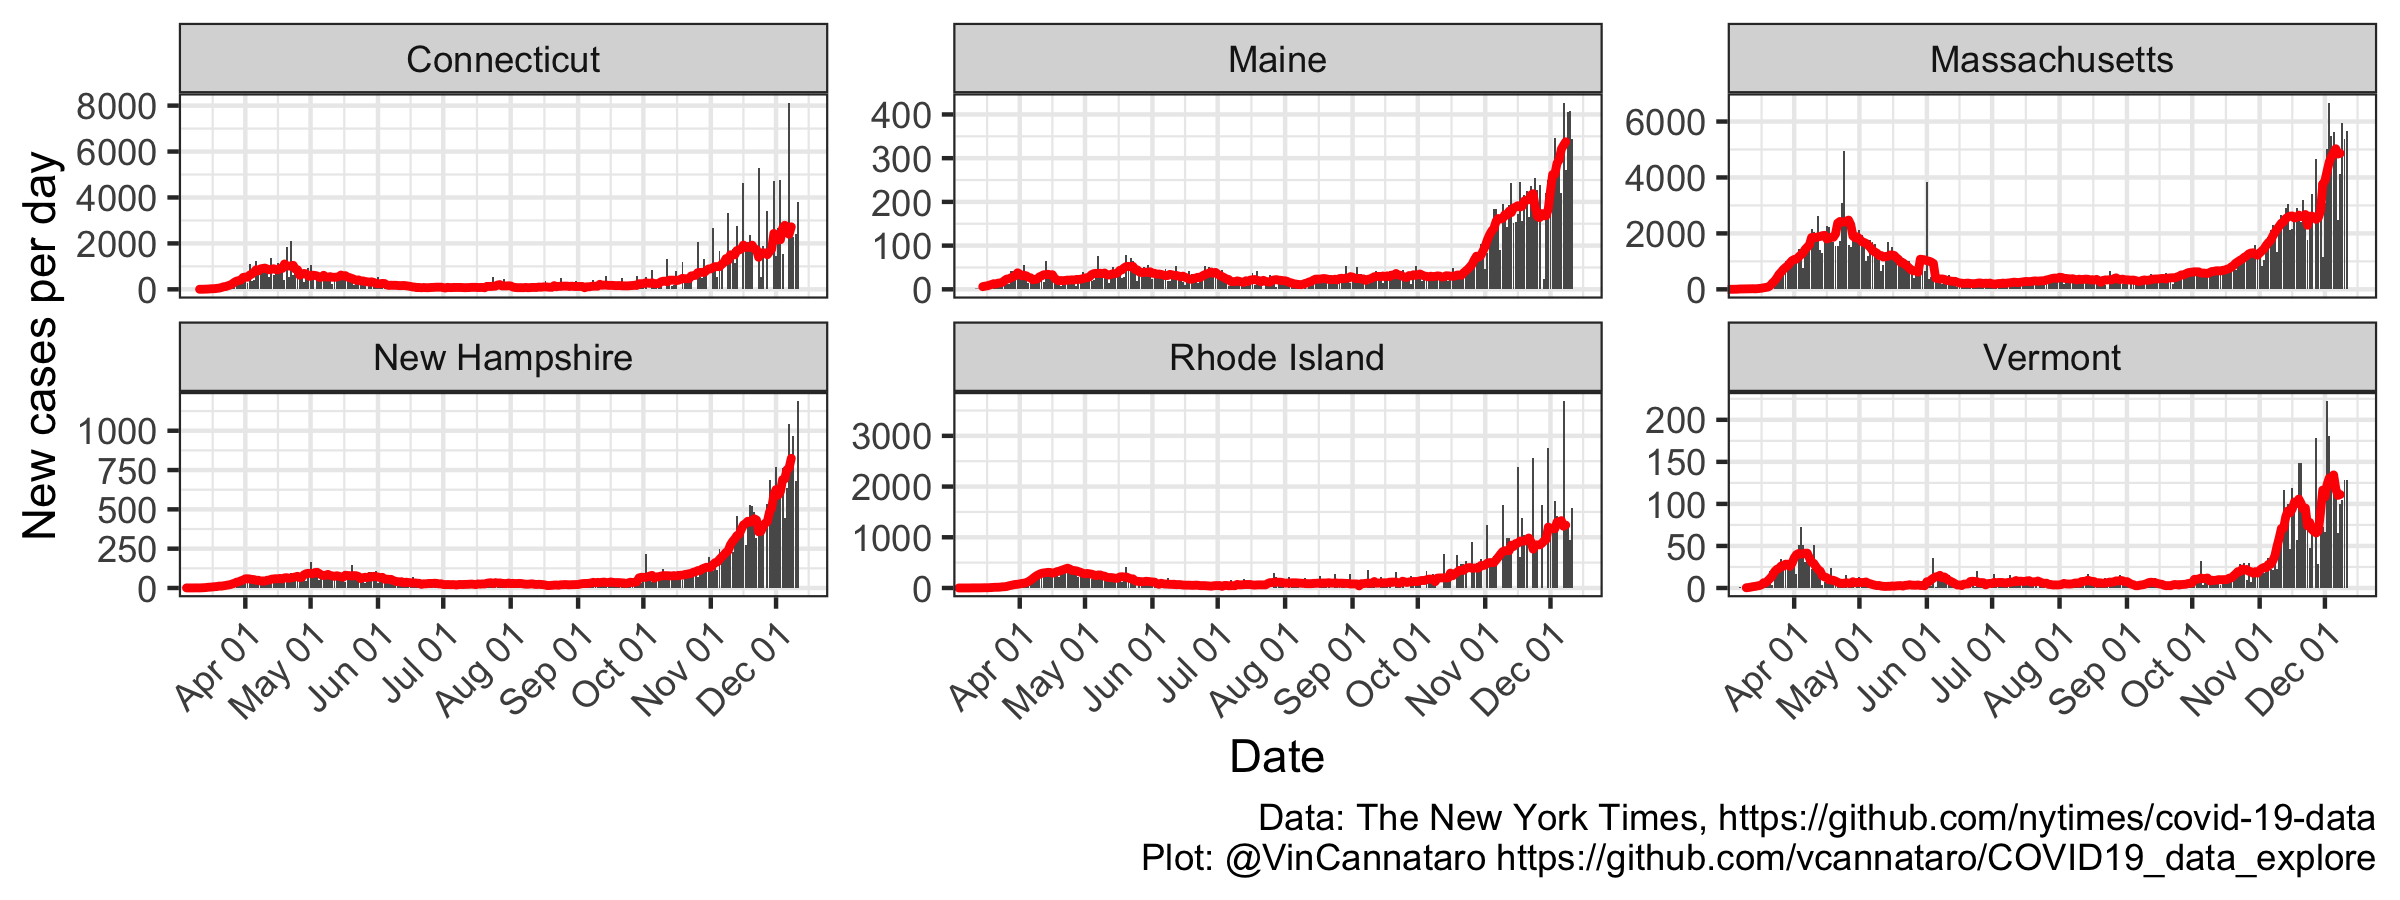 Connecticut
Maine
Massachusetts
8000
6000
4000
2000
0
400
300
200
100
0
6000
4000
2000
0
New Hampshire
Rhode Island
Vermont
1000
750
500
250
0
3000
2000
1000
0
200
150
100
50
0
Apr 01 May 01 Jun 01 Jul 01 Aug 01 Sep 01 Oct 01 Nov 01 Dec 01
Apr 01 May 01 Jun 01 Jul 01 Aug 01 Sep 01 Oct 01 Nov 01 Dec 01
Apr 01 May 01 Jun 01 Jul 01 Aug 01 Sep 01 Oct 01 Nov 01 Dec 01
New cases per day
Date
Data: The New York Times, https://github.com/nytimes/covid-19-data
Plot: @VinCannataro https://github.com/vcannataro/COVID19_data_explore